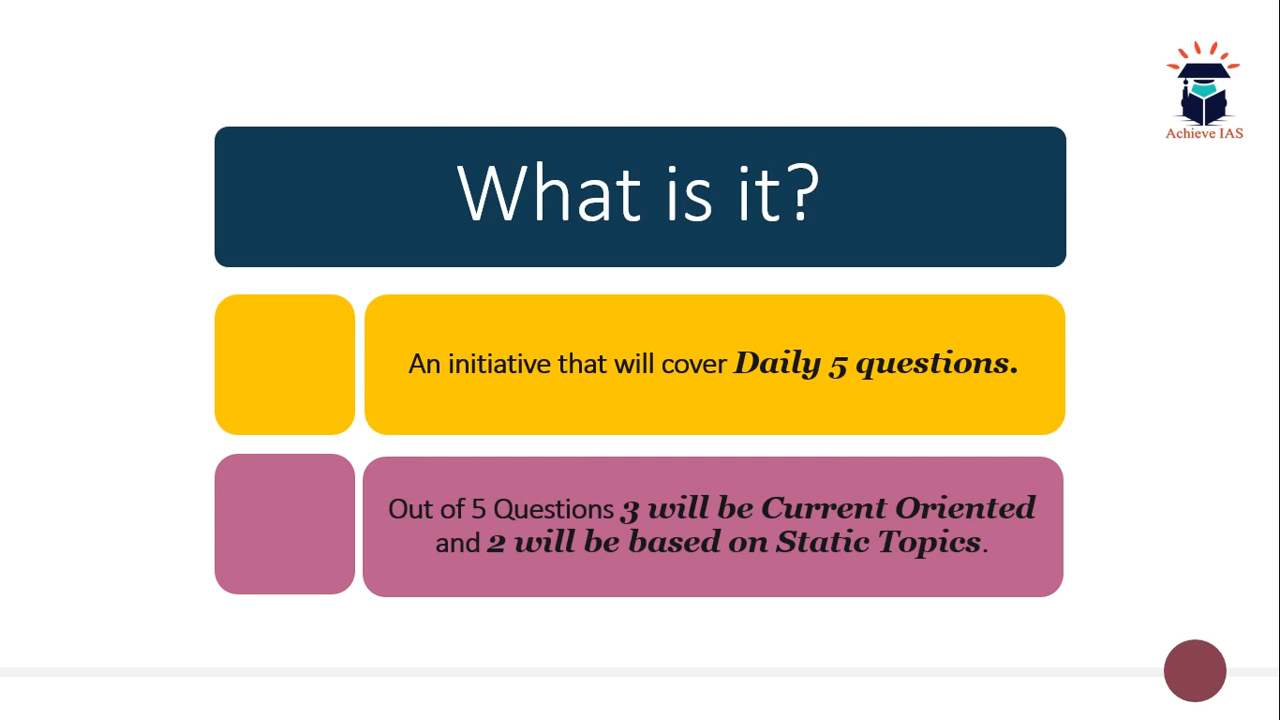 Achieve IAS
What is it?
An initiative that will cover Daily 5 questions.
Out of 5 Questions 3 will be Current Oriented
and 2 will be based on Static Topics.